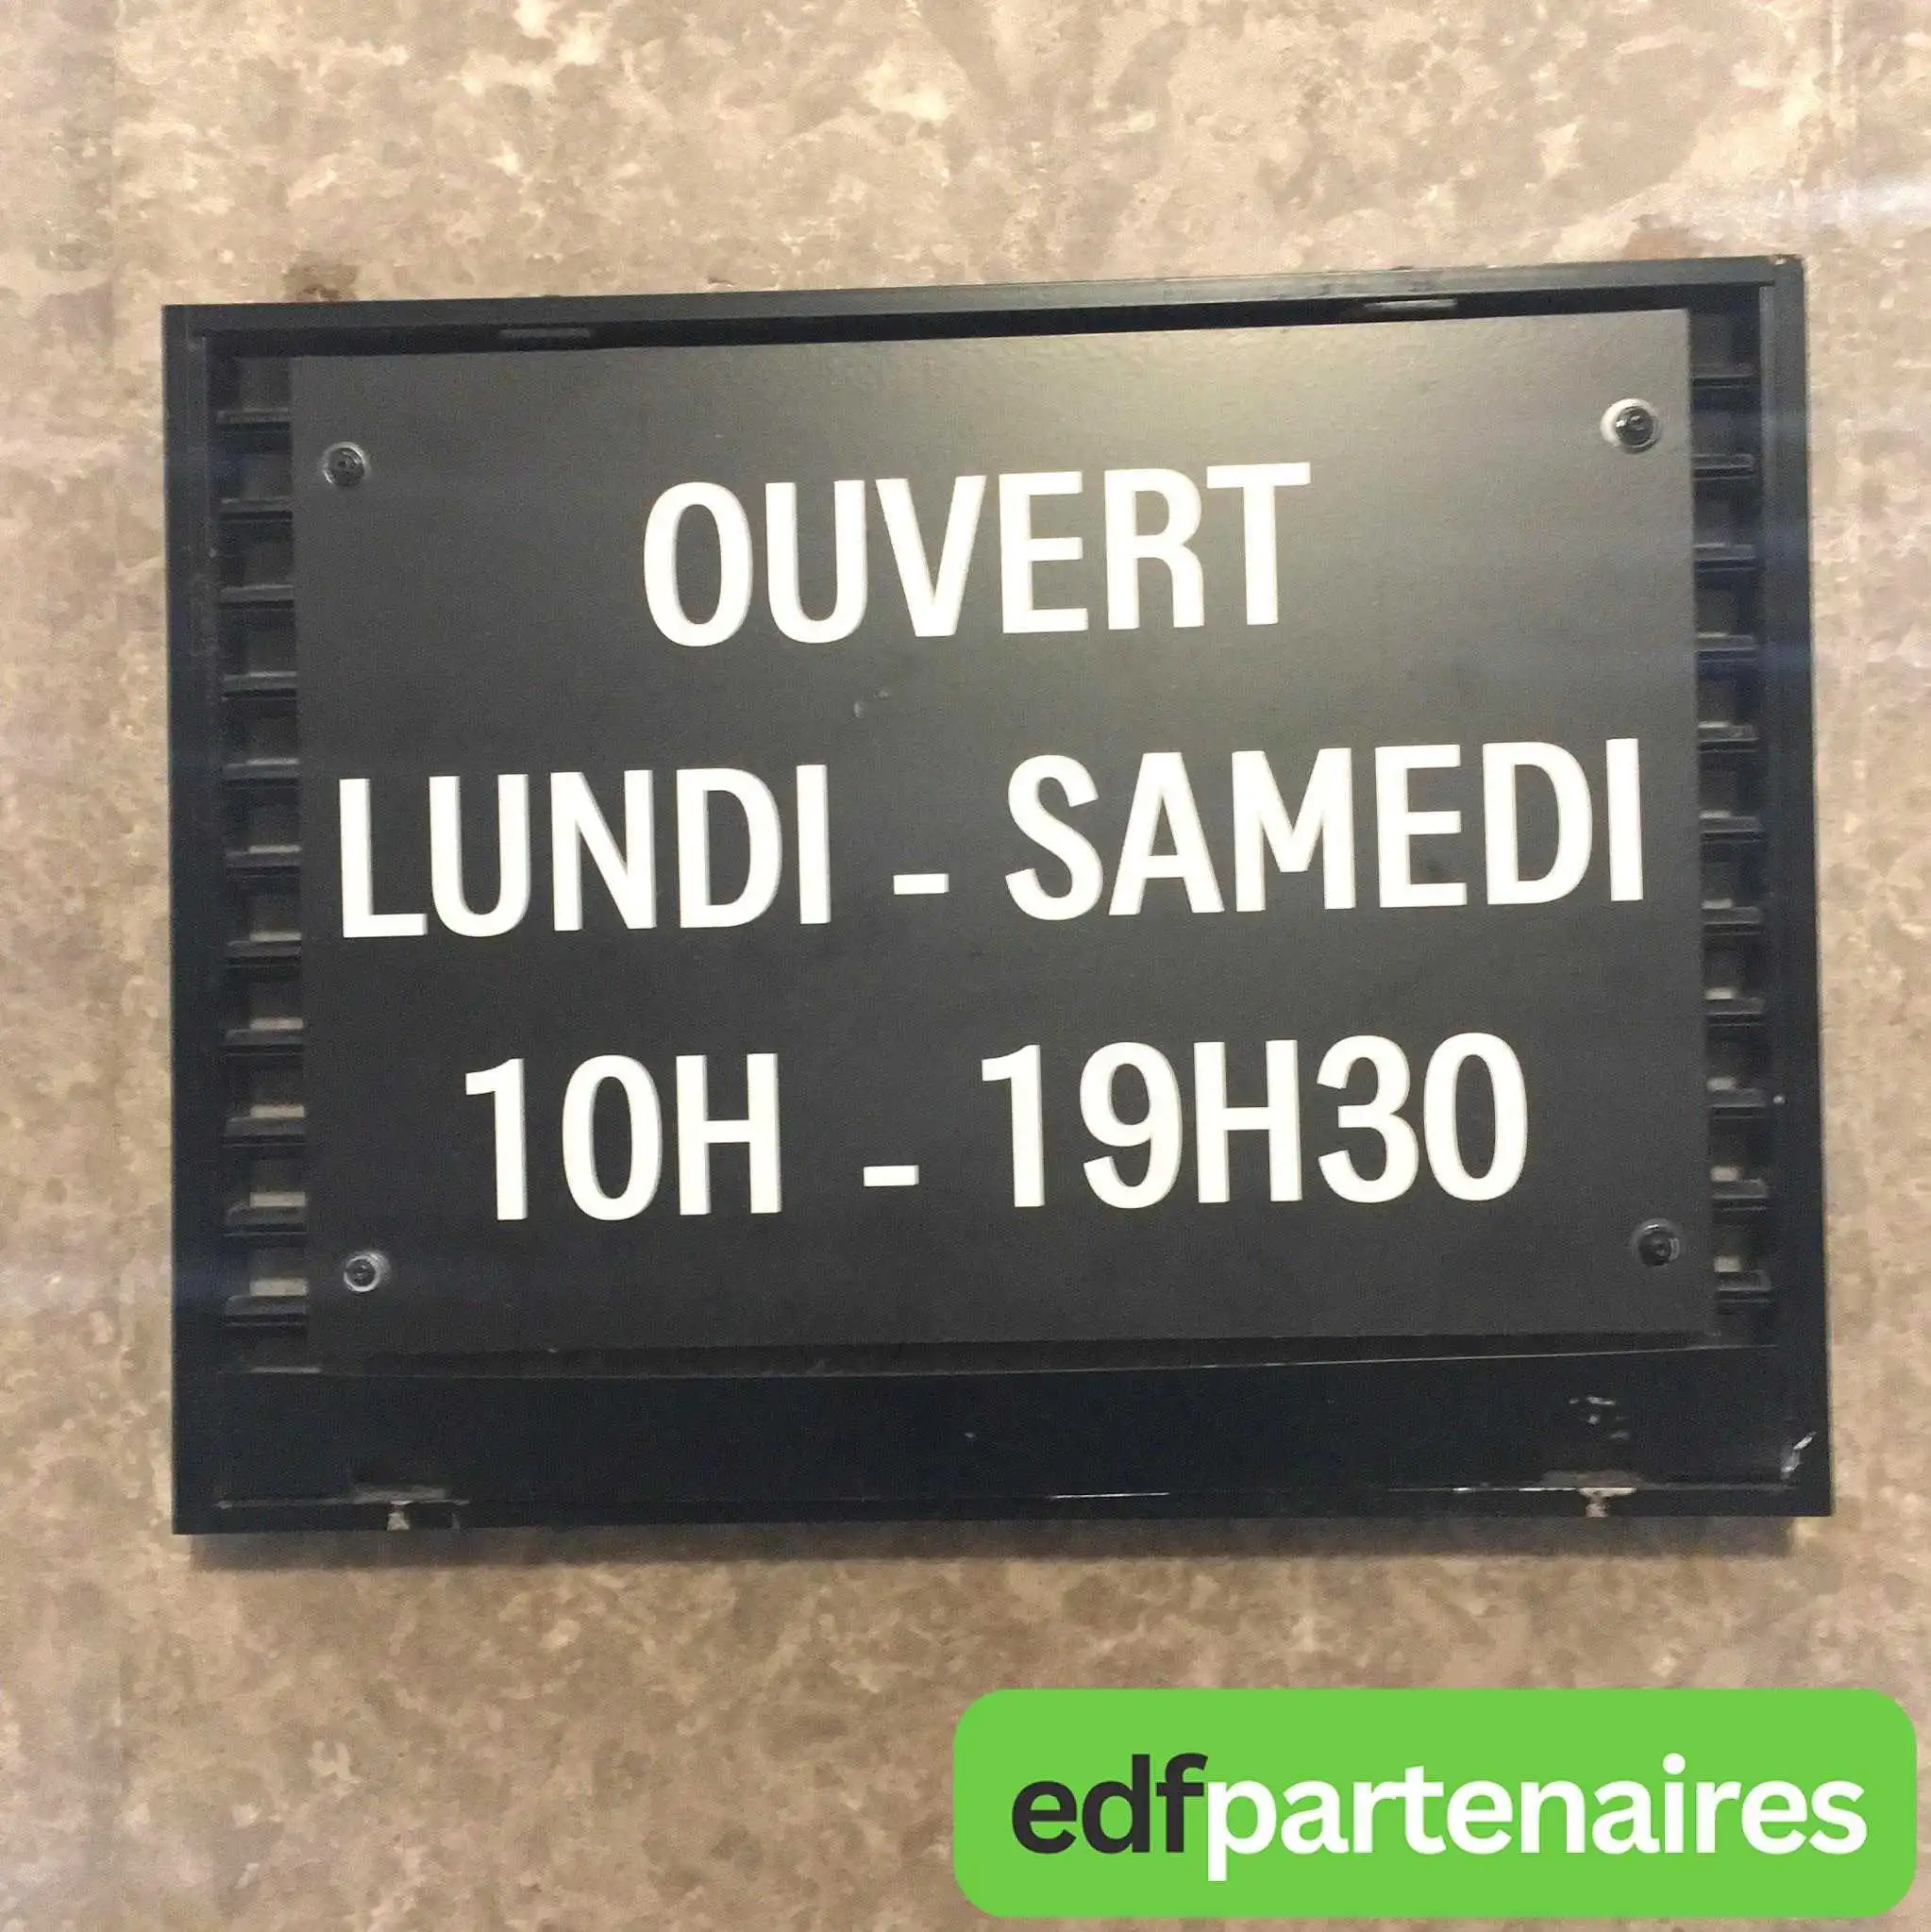 OUVERT
LUNDI - SAMEDI
10H - 19H30
edfpartenaires